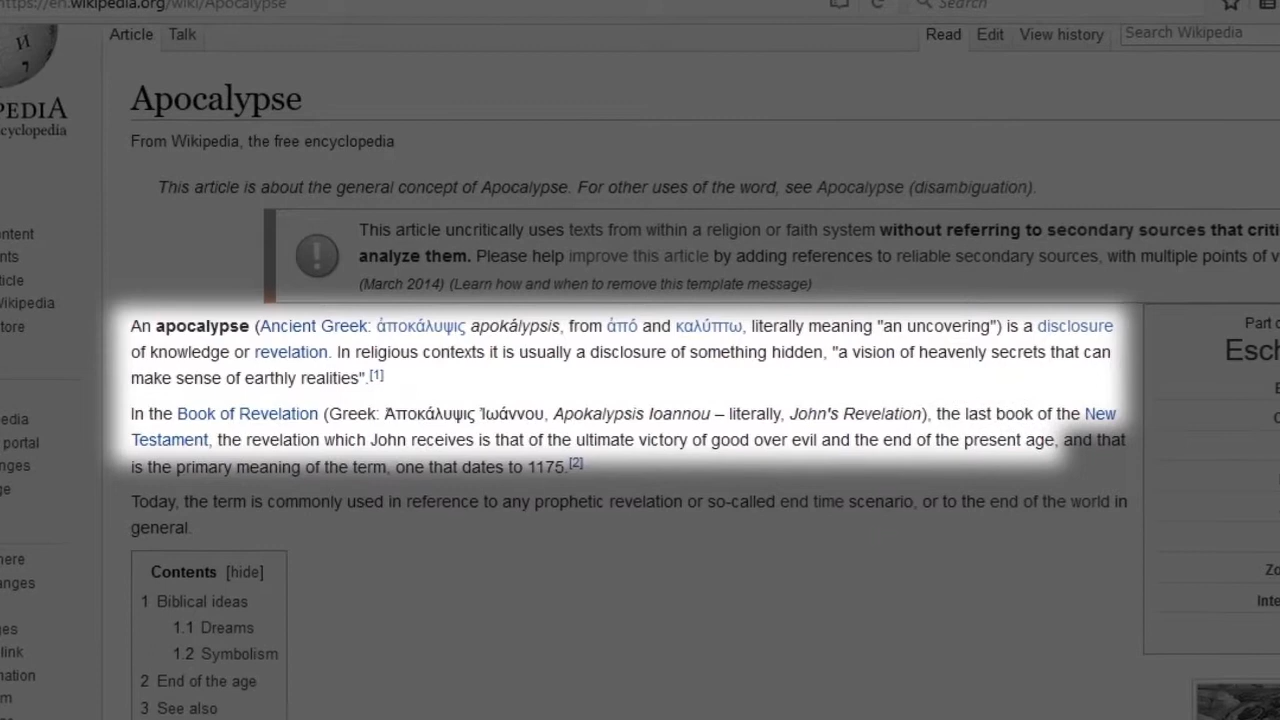 https://en.wikipedia.org/wiki/Apocalypse
Search
Article Talk Read Edit View history Search Wikipedia
Apocalypse
From Wikipedia, the free encyclopedia
This article is about the general concept of Apocalypse. For other uses of the word, see Apocalypse (disambiguation).
This article uncritically uses texts from within a religion or faith system without referring to secondary sources that
analyze them. Please help improve this article by adding references to reliable secondary sources, with multiple points of
(March 2014) (Learn how and when to remove this template message)
An apocalypse (Ancient Greek: ἀποκάλυψις apokálypsis, from ἀπό and καλύπτω, literally meaning "an uncovering") is a disclosure
of knowledge or revelation. In religious contexts it is usually a disclosure of something hidden, "a vision of heavenly secrets that can
make sense of earthly realities".[1]
In the Book of Revelation (Greek: Ἀποκάλυψις Ἰωάννου, Apokalypsis Ioannou – literally, John's Revelation), the last book of the New
Testament, the revelation which John receives is that of the ultimate victory of good over evil and the end of the present age, and that
is the primary meaning of the term, one that dates to 1175.[2]
Today, the term is commonly used in reference to any prophetic revelation or so-called end time scenario, or to the end of the world in
general.
Contents [hide]
1 Biblical ideas
1.1 Dreams
1.2 Symbolism
2 End of the age
3 See also
Part of